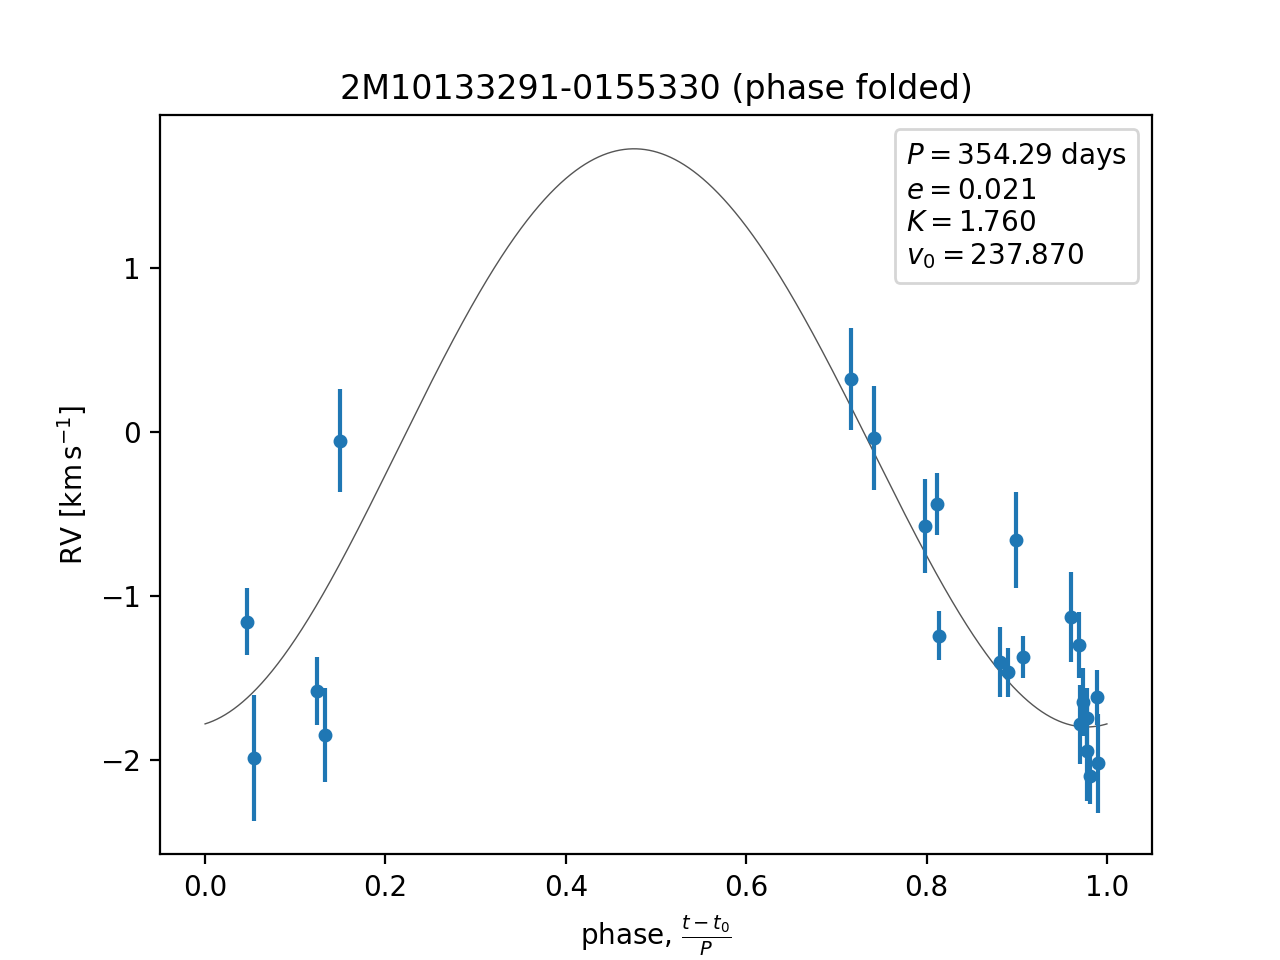 2M10133291-0155330 (phase folded)
P = 354.29 days
e = 0.021
K = 1.760
v₀ = 237.870
1
0
−1
−2
RV [km s⁻¹]
0.0 0.2 0.4 0.6 0.8 1.0
phase, (t − t₀)/P